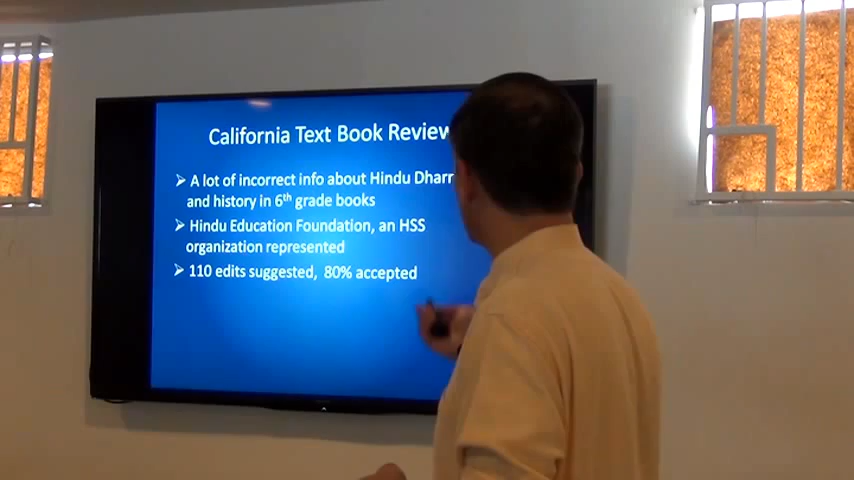 California Text Book Review
➢ A lot of incorrect info about Hindu
and history in 6th grade books
➢ Hindu Education Foundation, an HSS
organization represented
➢ 110 edits suggested, 80% accepted